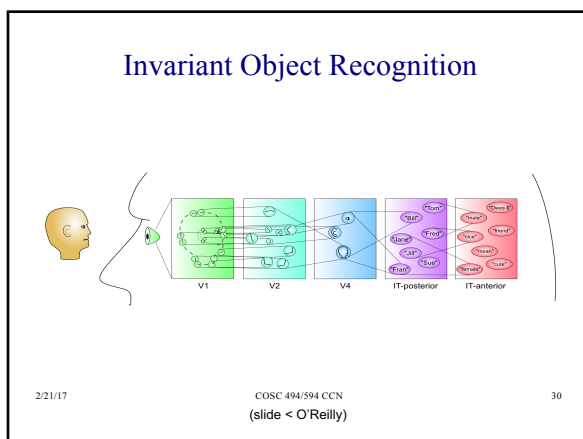 Invariant Object Recognition
"Tom"
"Bill"
"Fred"
"Jane"
"Jill"
"Sue"
"Fran"
"Owes $"
"male"
"friend"
"nice"
"mean"
"cute"
"female"
C
V1
V2
V4
IT-posterior
IT-anterior
2/21/17
COSC 494/594 CCN
30
(slide < O'Reilly)